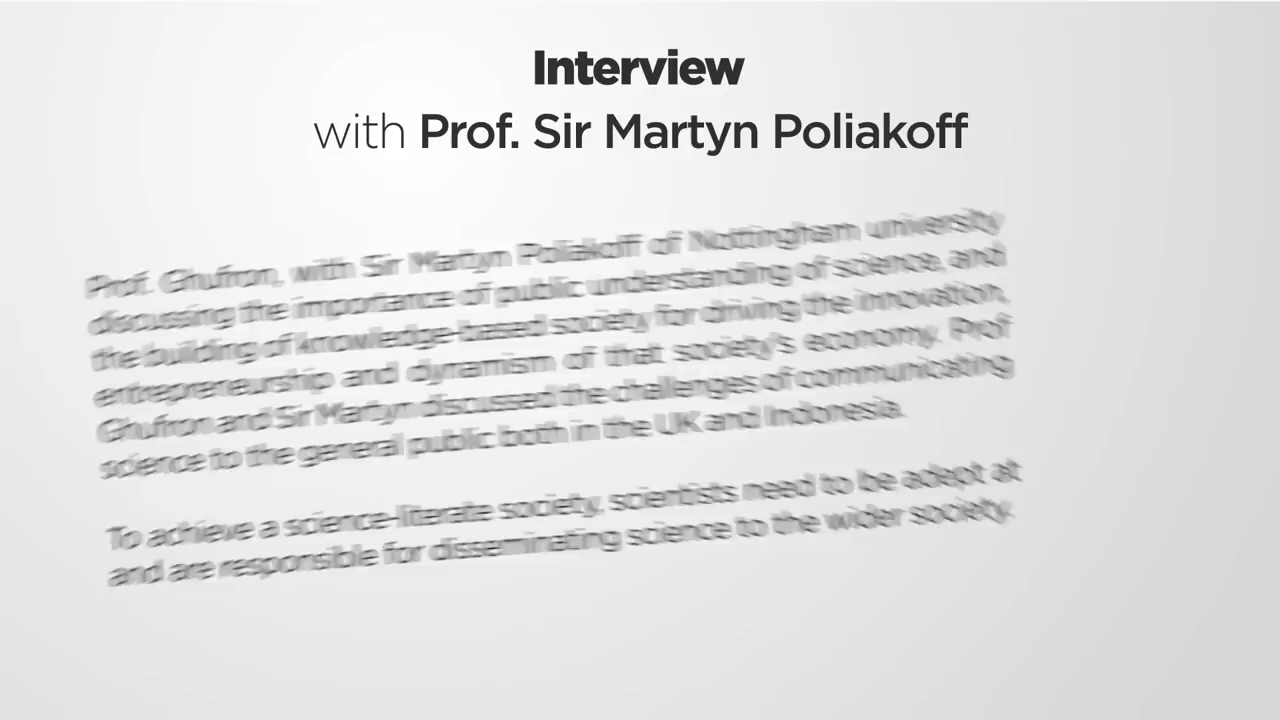 Interview
with Prof. Sir Martyn Poliakoff
Prof. Ghufron, with Sir Martyn Poliakoff of Nottingham university
discussing the importance of public understanding of science, and
the building of knowledge-based society for driving the innovation,
entrepreneurship and dynamism of that society's economy. Prof
Ghufron and Sir Martyn discussed the challenges of communicating
science to the general public both in the UK and Indonesia.
To achieve a science-literate society, scientists need to be adept at
and are responsible for disseminating science to the wider society.